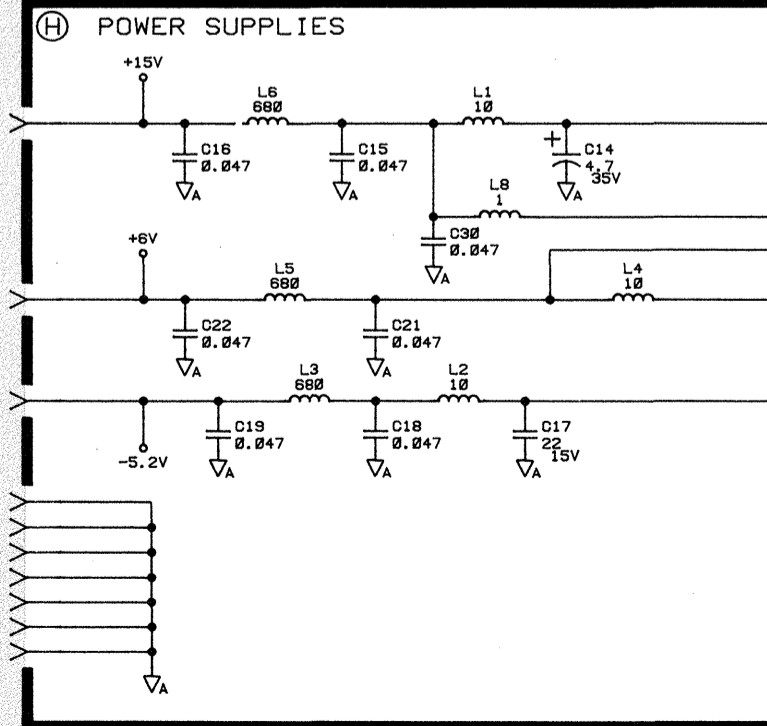 H POWER SUPPLIES
+15V
L6
680
L1
10
C16
0.047
A
C15
0.047
A
+
C14
4.7
35V
A
L8
1
C30
0.047
A
+6V
L5
680
L4
10
C22
0.047
A
C21
0.047
A
L3
680
L2
10
C19
0.047
A
C18
0.047
A
C17
22
15V
A
-5.2V
A